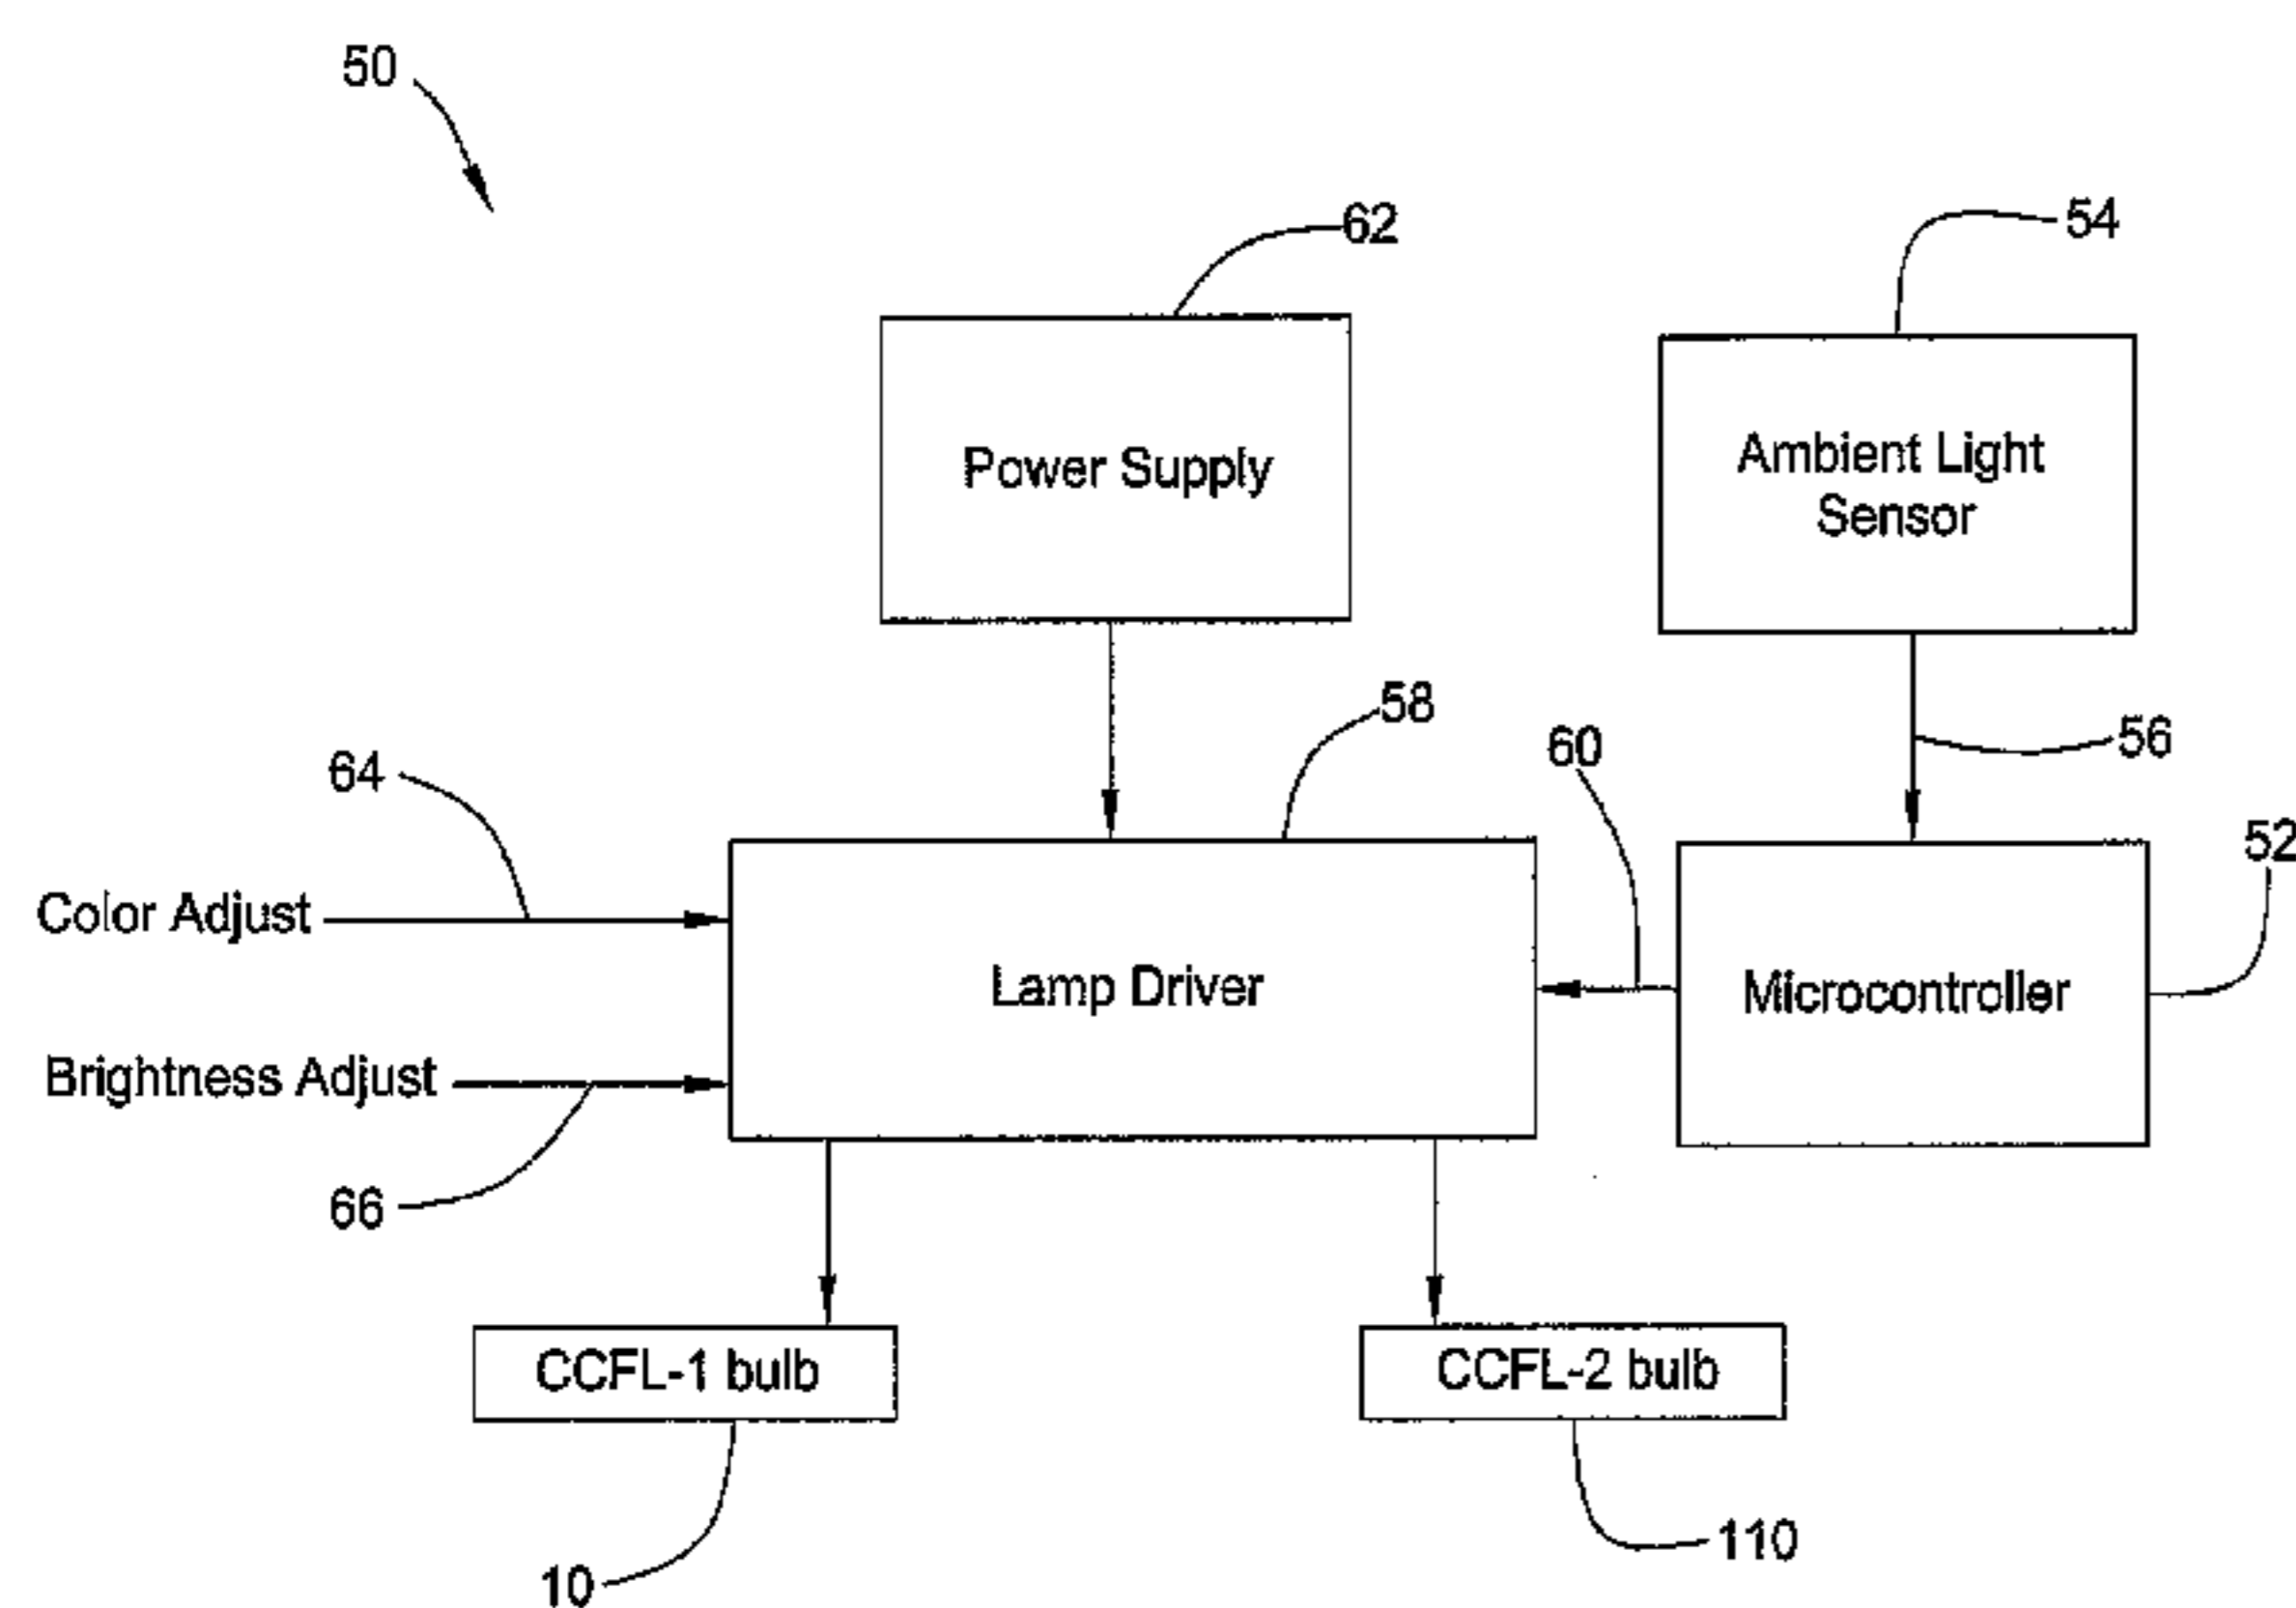 50
62
54
Power Supply
Ambient Light
Sensor
58
60
56
64
52
Color Adjust
Lamp Driver
Microcontroller
Brightness Adjust
66
CCFL-1 bulb
CCFL-2 bulb
110
10